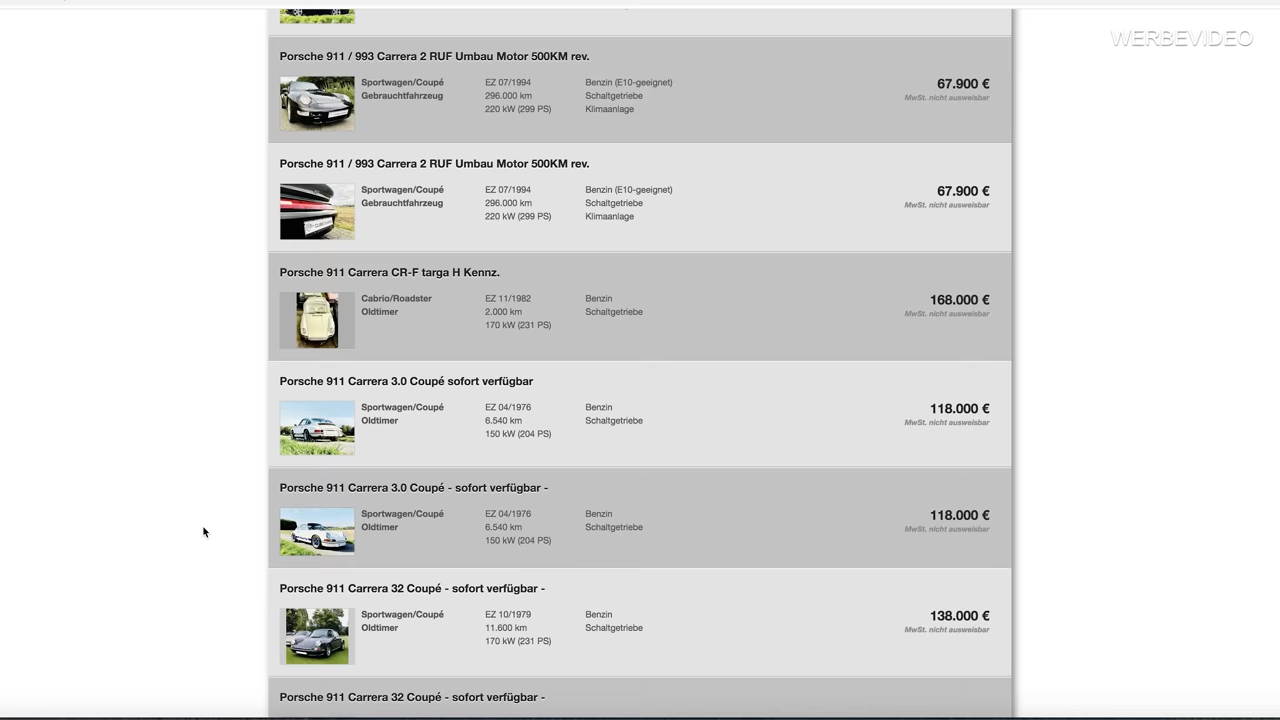 WERBEVIDEO
Porsche 911 / 993 Carrera 2 RUF Umbau Motor 500KM rev.
Sportwagen/Coupé EZ 07/1994 Benzin (E10-geeignet) 67.900 €
Gebrauchtfahrzeug 296.000 km Schaltgetriebe MwSt. nicht ausweisbar
220 kW (299 PS) Klimaanlage
Porsche 911 / 993 Carrera 2 RUF Umbau Motor 500KM rev.
Sportwagen/Coupé EZ 07/1994 Benzin (E10-geeignet) 67.900 €
Gebrauchtfahrzeug 296.000 km Schaltgetriebe MwSt. nicht ausweisbar
220 kW (299 PS) Klimaanlage
Porsche 911 Carrera CR-F targa H Kennz.
Cabrio/Roadster EZ 11/1982 Benzin 168.000 €
Oldtimer 2.000 km Schaltgetriebe MwSt. nicht ausweisbar
170 kW (231 PS)
Porsche 911 Carrera 3.0 Coupé sofort verfügbar
Sportwagen/Coupé EZ 04/1976 Benzin 118.000 €
Oldtimer 6.540 km Schaltgetriebe MwSt. nicht ausweisbar
150 kW (204 PS)
Porsche 911 Carrera 3.0 Coupé - sofort verfügbar -
Sportwagen/Coupé EZ 04/1976 Benzin 118.000 €
Oldtimer 6.540 km Schaltgetriebe MwSt. nicht ausweisbar
150 kW (204 PS)
Porsche 911 Carrera 32 Coupé - sofort verfügbar -
Sportwagen/Coupé EZ 10/1979 Benzin 138.000 €
Oldtimer 11.600 km Schaltgetriebe MwSt. nicht ausweisbar
170 kW (231 PS)
Porsche 911 Carrera 32 Coupé - sofort verfügbar -